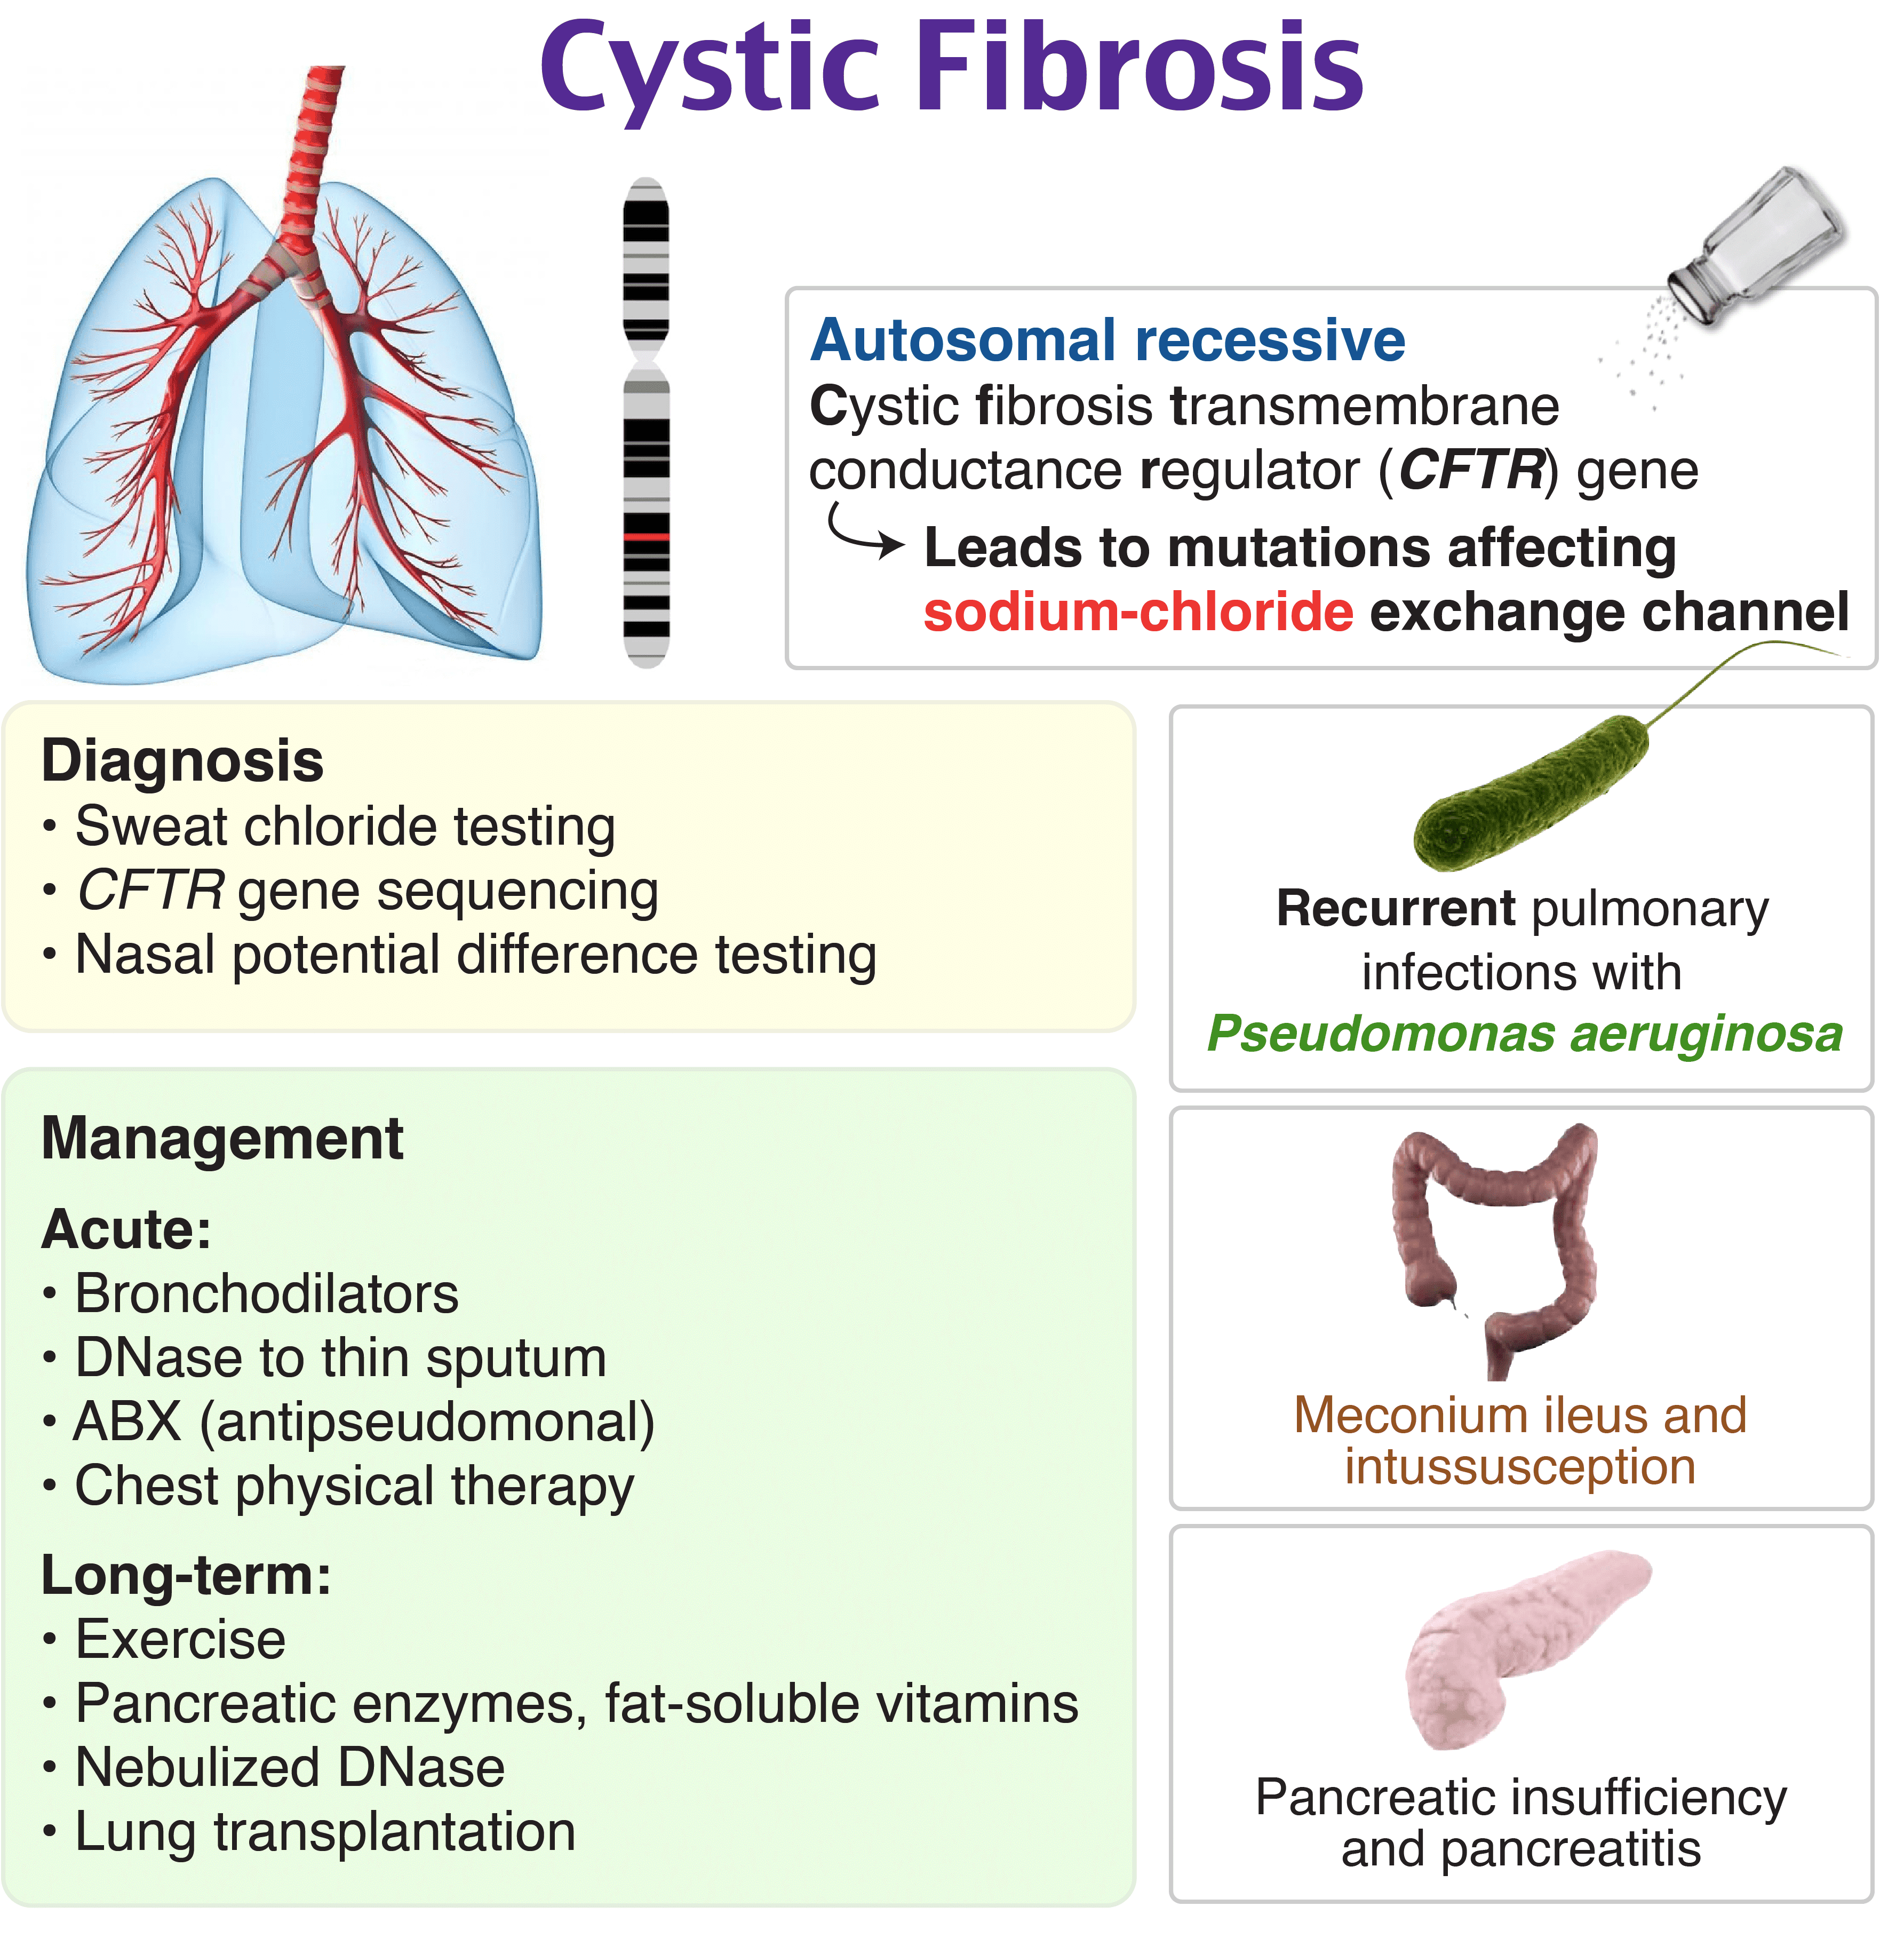 Cystic Fibrosis
Autosomal recessive
Cystic fibrosis transmembrane
conductance regulator (CFTR) gene
Leads to mutations affecting
sodium-chloride exchange channel
Diagnosis
• Sweat chloride testing
• CFTR gene sequencing
• Nasal potential difference testing
Management
Acute:
• Bronchodilators
• DNase to thin sputum
• ABX (antipseudomonal)
• Chest physical therapy
Long-term:
• Exercise
• Pancreatic enzymes, fat-soluble vitamins
• Nebulized DNase
• Lung transplantation
Recurrent pulmonary
infections with
Pseudomonas aeruginosa
Meconium ileus and
intussusception
Pancreatic insufficiency
and pancreatitis